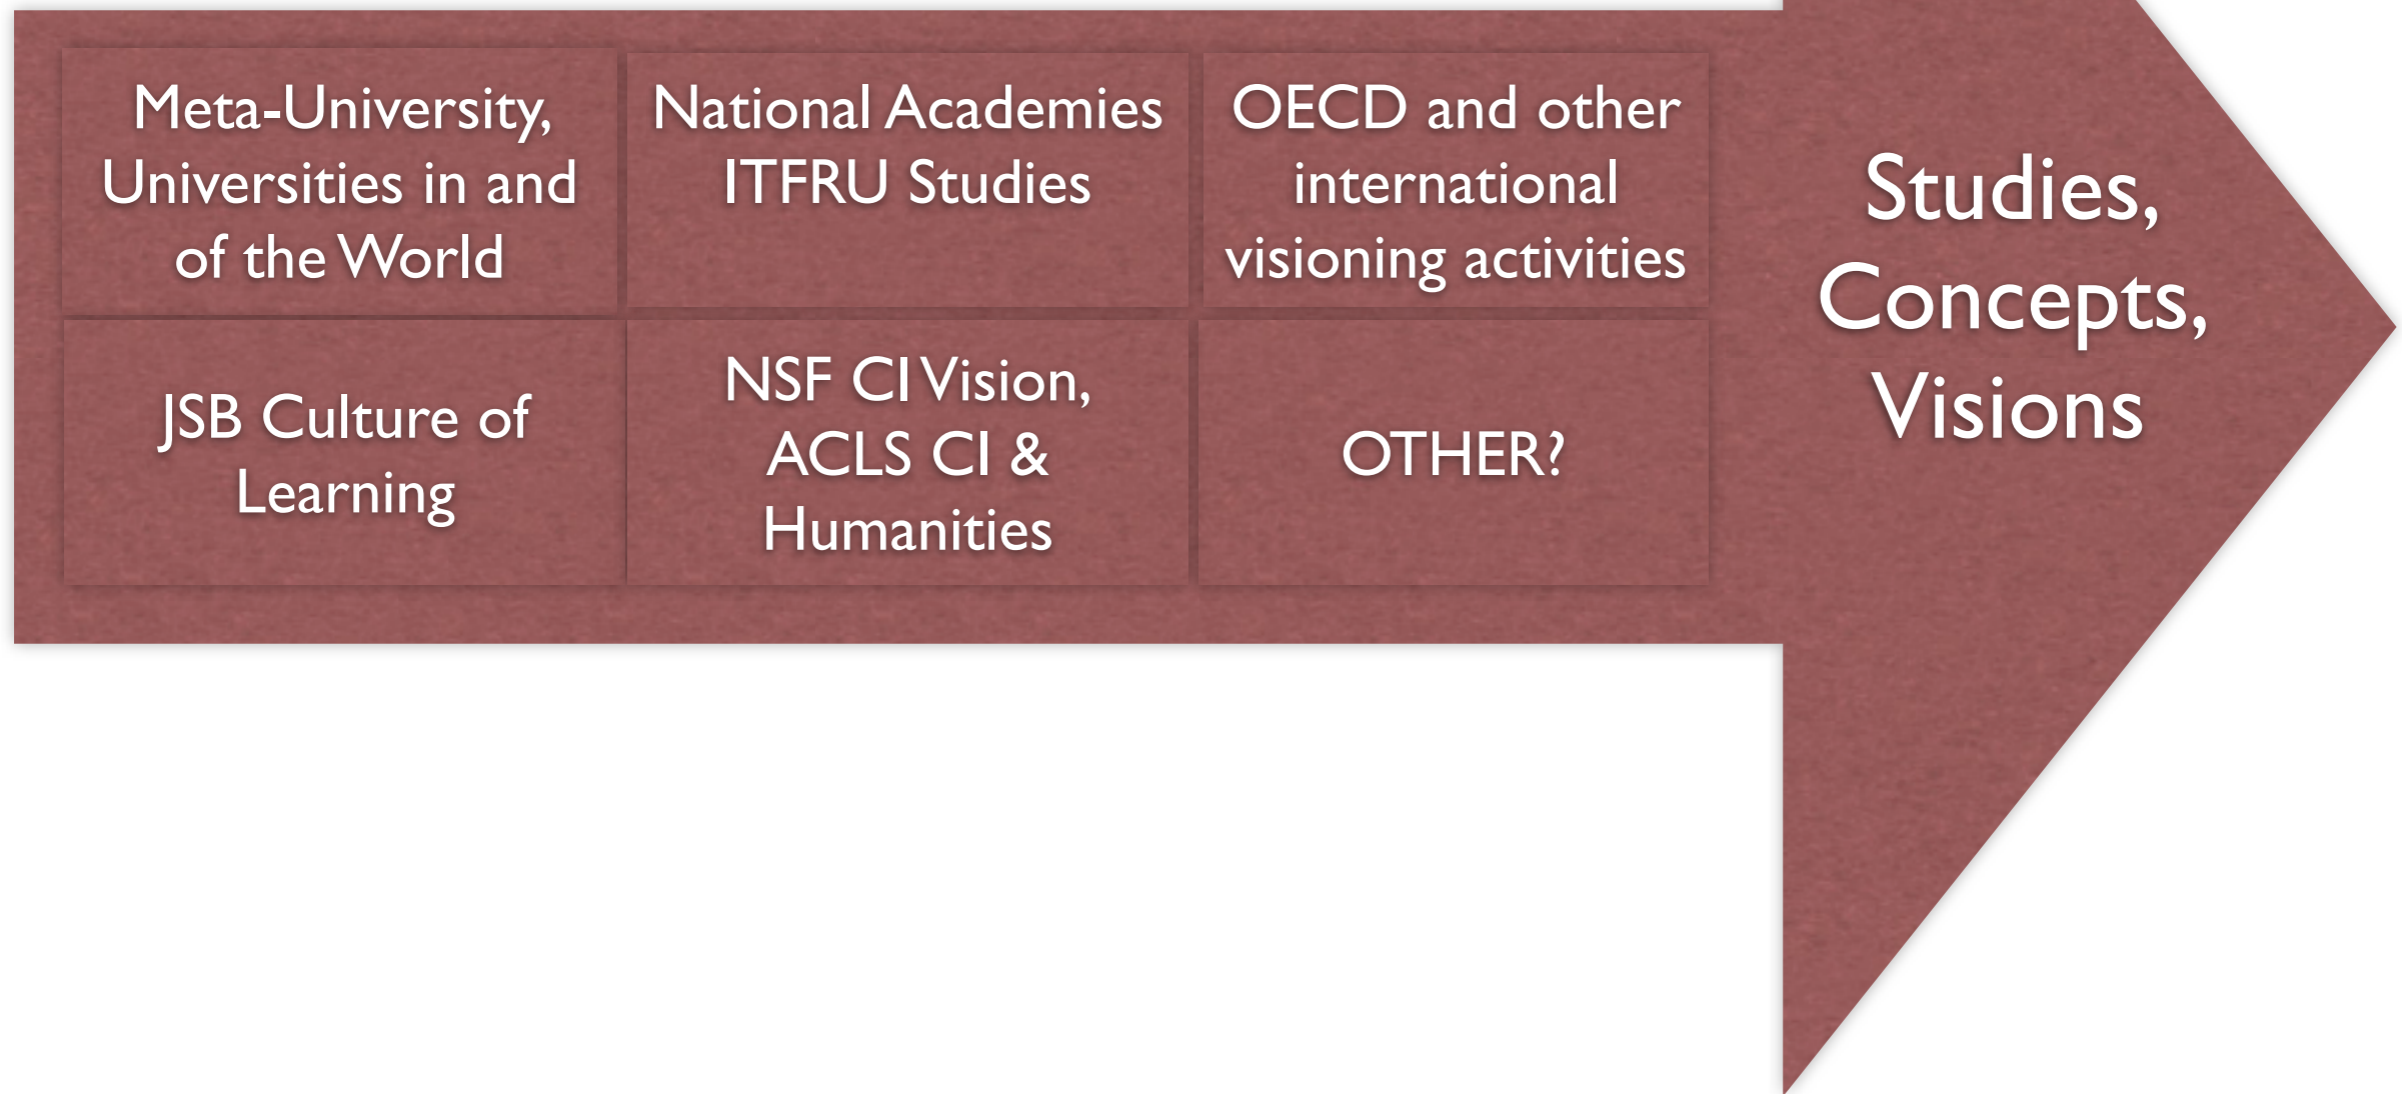 Meta-University,
Universities in and
of the World
National Academies
ITFRU Studies
OECD and other
international
visioning activities
JSB Culture of
Learning
NSF CI Vision,
ACLS CI &
Humanities
OTHER?
Studies,
Concepts,
Visions